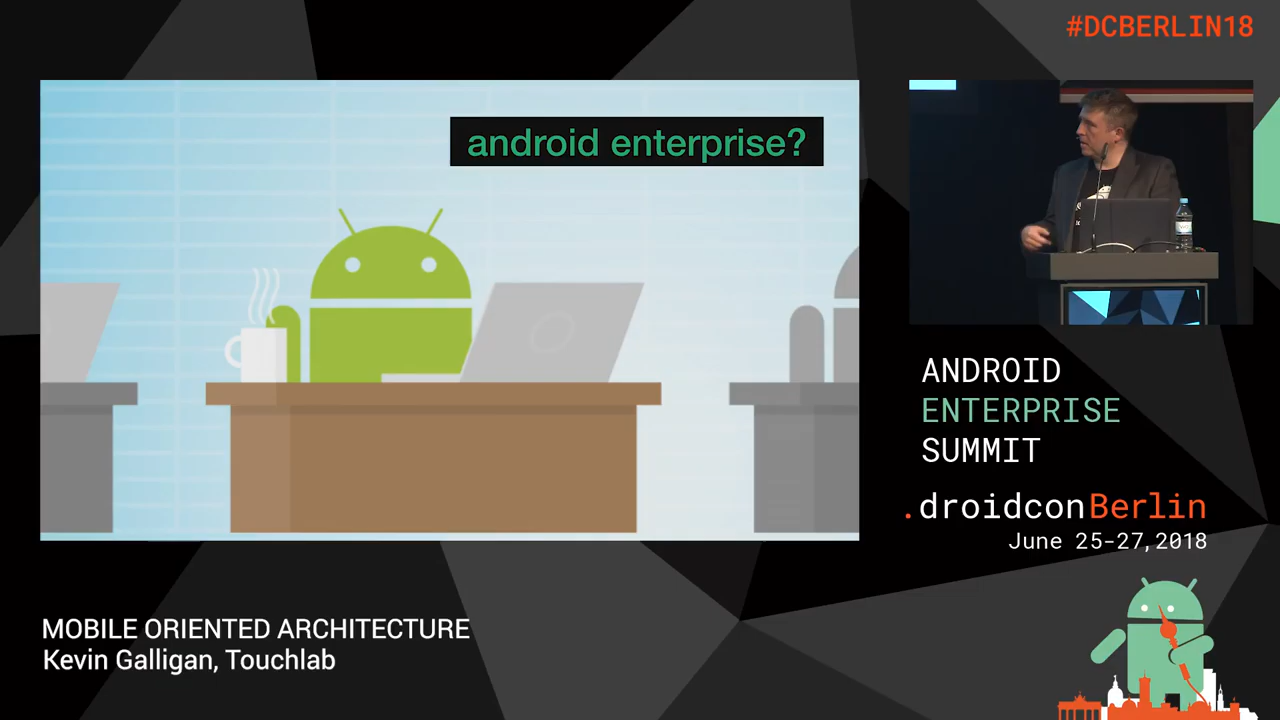 #DCBERLIN18
android enterprise?
ANDROID
ENTERPRISE
SUMMIT
.droidconBerlin
June 25-27, 2018
MOBILE ORIENTED ARCHITECTURE
Kevin Galligan, Touchlab